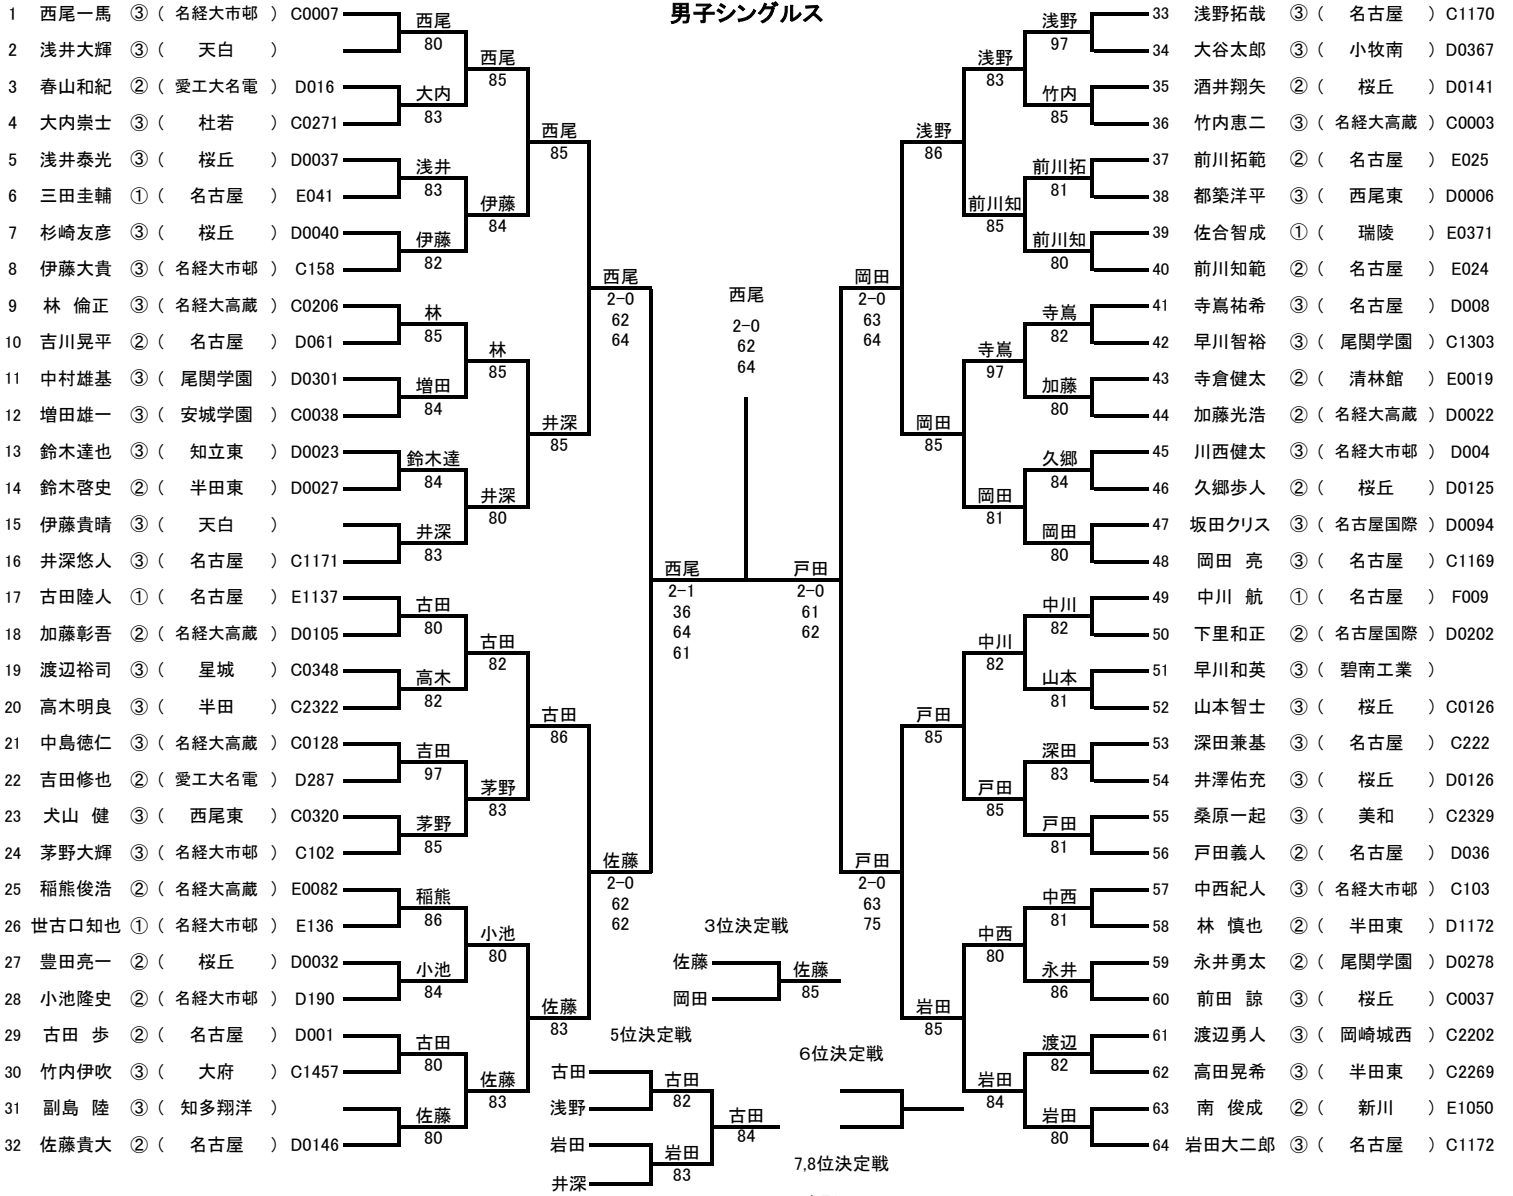 男子シングルス
1 西尾一馬 ③ ( 名経大市邨 ) C0007
2 浅井大輝 ③ ( 天白 )
3 春山和紀 ② ( 愛工大名電 ) D016
4 大内崇士 ③ ( 杜若 ) C0271
5 浅井泰光 ③ ( 桜丘 ) D0037
6 三田圭輔 ① ( 名古屋 ) E041
7 杉崎友彦 ③ ( 桜丘 ) D0040
8 伊藤大貴 ③ ( 名経大市邨 ) C158
9 林 倫正 ③ ( 名経大高蔵 ) C0206
10 吉川晃平 ② ( 名古屋 ) D061
11 中村雄基 ③ ( 尾関学園 ) D0301
12 増田雄一 ③ ( 安城学園 ) C0038
13 鈴木達也 ③ ( 知立東 ) D0023
14 鈴木啓史 ② ( 半田東 ) D0027
15 伊藤貴晴 ③ ( 天白 )
16 井深悠人 ③ ( 名古屋 ) C1171
17 古田陸人 ① ( 名古屋 ) E1137
18 加藤彰吾 ② ( 名経大高蔵 ) D0105
19 渡辺裕司 ③ ( 星城 ) C0348
20 高木明良 ③ ( 半田 ) C2322
21 中島徳仁 ③ ( 名経大高蔵 ) C0128
22 吉田修也 ② ( 愛工大名電 ) D287
23 犬山 健 ③ ( 西尾東 ) C0320
24 茅野大輝 ③ ( 名経大市邨 ) C102
25 稲熊俊浩 ② ( 名経大高蔵 ) E0082
26 世古口知也 ① ( 名経大市邨 ) E136
27 豊田亮一 ② ( 桜丘 ) D0032
28 小池隆史 ② ( 名経大市邨 ) D190
29 古田 歩 ② ( 名古屋 ) D001
30 竹内伊吹 ③ ( 大府 ) C1457
31 副島 陸 ③ ( 知多翔洋 )
32 佐藤貴大 ② ( 名古屋 ) D0146
西尾
80
大内
83
浅井
83
伊藤
82
林
85
増田
84
鈴木達
84
井深
83
古田
80
高木
82
吉田
97
茅野
85
稲熊
86
小池
84
古田
80
佐藤
80
西尾
85
伊藤
84
林
85
井深
80
古田
82
茅野
83
小池
80
佐藤
83
西尾
85
井深
85
古田
86
佐藤
83
西尾
2-0
62
64
佐藤
2-0
62
62
西尾
2-1
36
64
61
西尾
2-0
62
64
戸田
2-0
61
62
岡田
2-0
63
64
戸田
2-0
63
75
浅野
86
岡田
85
戸田
85
岩田
85
浅野
83
前川知
85
寺嶌
97
岡田
81
中川
82
戸田
85
中西
80
岩田
84
浅野
97
竹内
85
前川拓
81
前川知
80
寺嶌
82
加藤
80
久郷
84
岡田
80
中川
82
山本
81
深田
83
戸田
81
中西
81
永井
86
渡辺
82
岩田
80
33 浅野拓哉 ③ ( 名古屋 ) C1170
34 大谷太郎 ③ ( 小牧南 ) D0367
35 酒井翔矢 ② ( 桜丘 ) D0141
36 竹内恵二 ③ ( 名経大高蔵 ) C0003
37 前川拓範 ② ( 名古屋 ) E025
38 都築洋平 ③ ( 西尾東 ) D0006
39 佐合智成 ① ( 瑞陵 ) E0371
40 前川知範 ② ( 名古屋 ) E024
41 寺嶌祐希 ③ ( 名古屋 ) D008
42 早川智裕 ③ ( 尾関学園 ) C1303
43 寺倉健太 ② ( 清林館 ) E0019
44 加藤光浩 ② ( 名経大高蔵 ) D0022
45 川西健太 ③ ( 名経大市邨 ) D004
46 久郷歩人 ② ( 桜丘 ) D0125
47 坂田クリス ③ ( 名古屋国際 ) D0094
48 岡田 亮 ③ ( 名古屋 ) C1169
49 中川 航 ① ( 名古屋 ) F009
50 下里和正 ② ( 名古屋国際 ) D0202
51 早川和英 ③ ( 碧南工業 )
52 山本智士 ③ ( 桜丘 ) C0126
53 深田兼基 ③ ( 名古屋 ) C222
54 井澤佑充 ③ ( 桜丘 ) D0126
55 桑原一起 ③ ( 美和 ) C2329
56 戸田義人 ② ( 名古屋 ) D036
57 中西紀人 ③ ( 名経大市邨 ) C103
58 林 慎也 ② ( 半田東 ) D1172
59 永井勇太 ② ( 尾関学園 ) D0278
60 前田 諒 ③ ( 桜丘 ) C0037
61 渡辺勇人 ③ ( 岡崎城西 ) C2202
62 高田晃希 ③ ( 半田東 ) C2269
63 南 俊成 ② ( 新川 ) E1050
64 岩田大二郎 ③ ( 名古屋 ) C1172
3位決定戦
佐藤
岡田
佐藤
85
5位決定戦
古田
浅野
古田
82
岩田
井深
岩田
83
古田
84
6位決定戦
7,8位決定戦